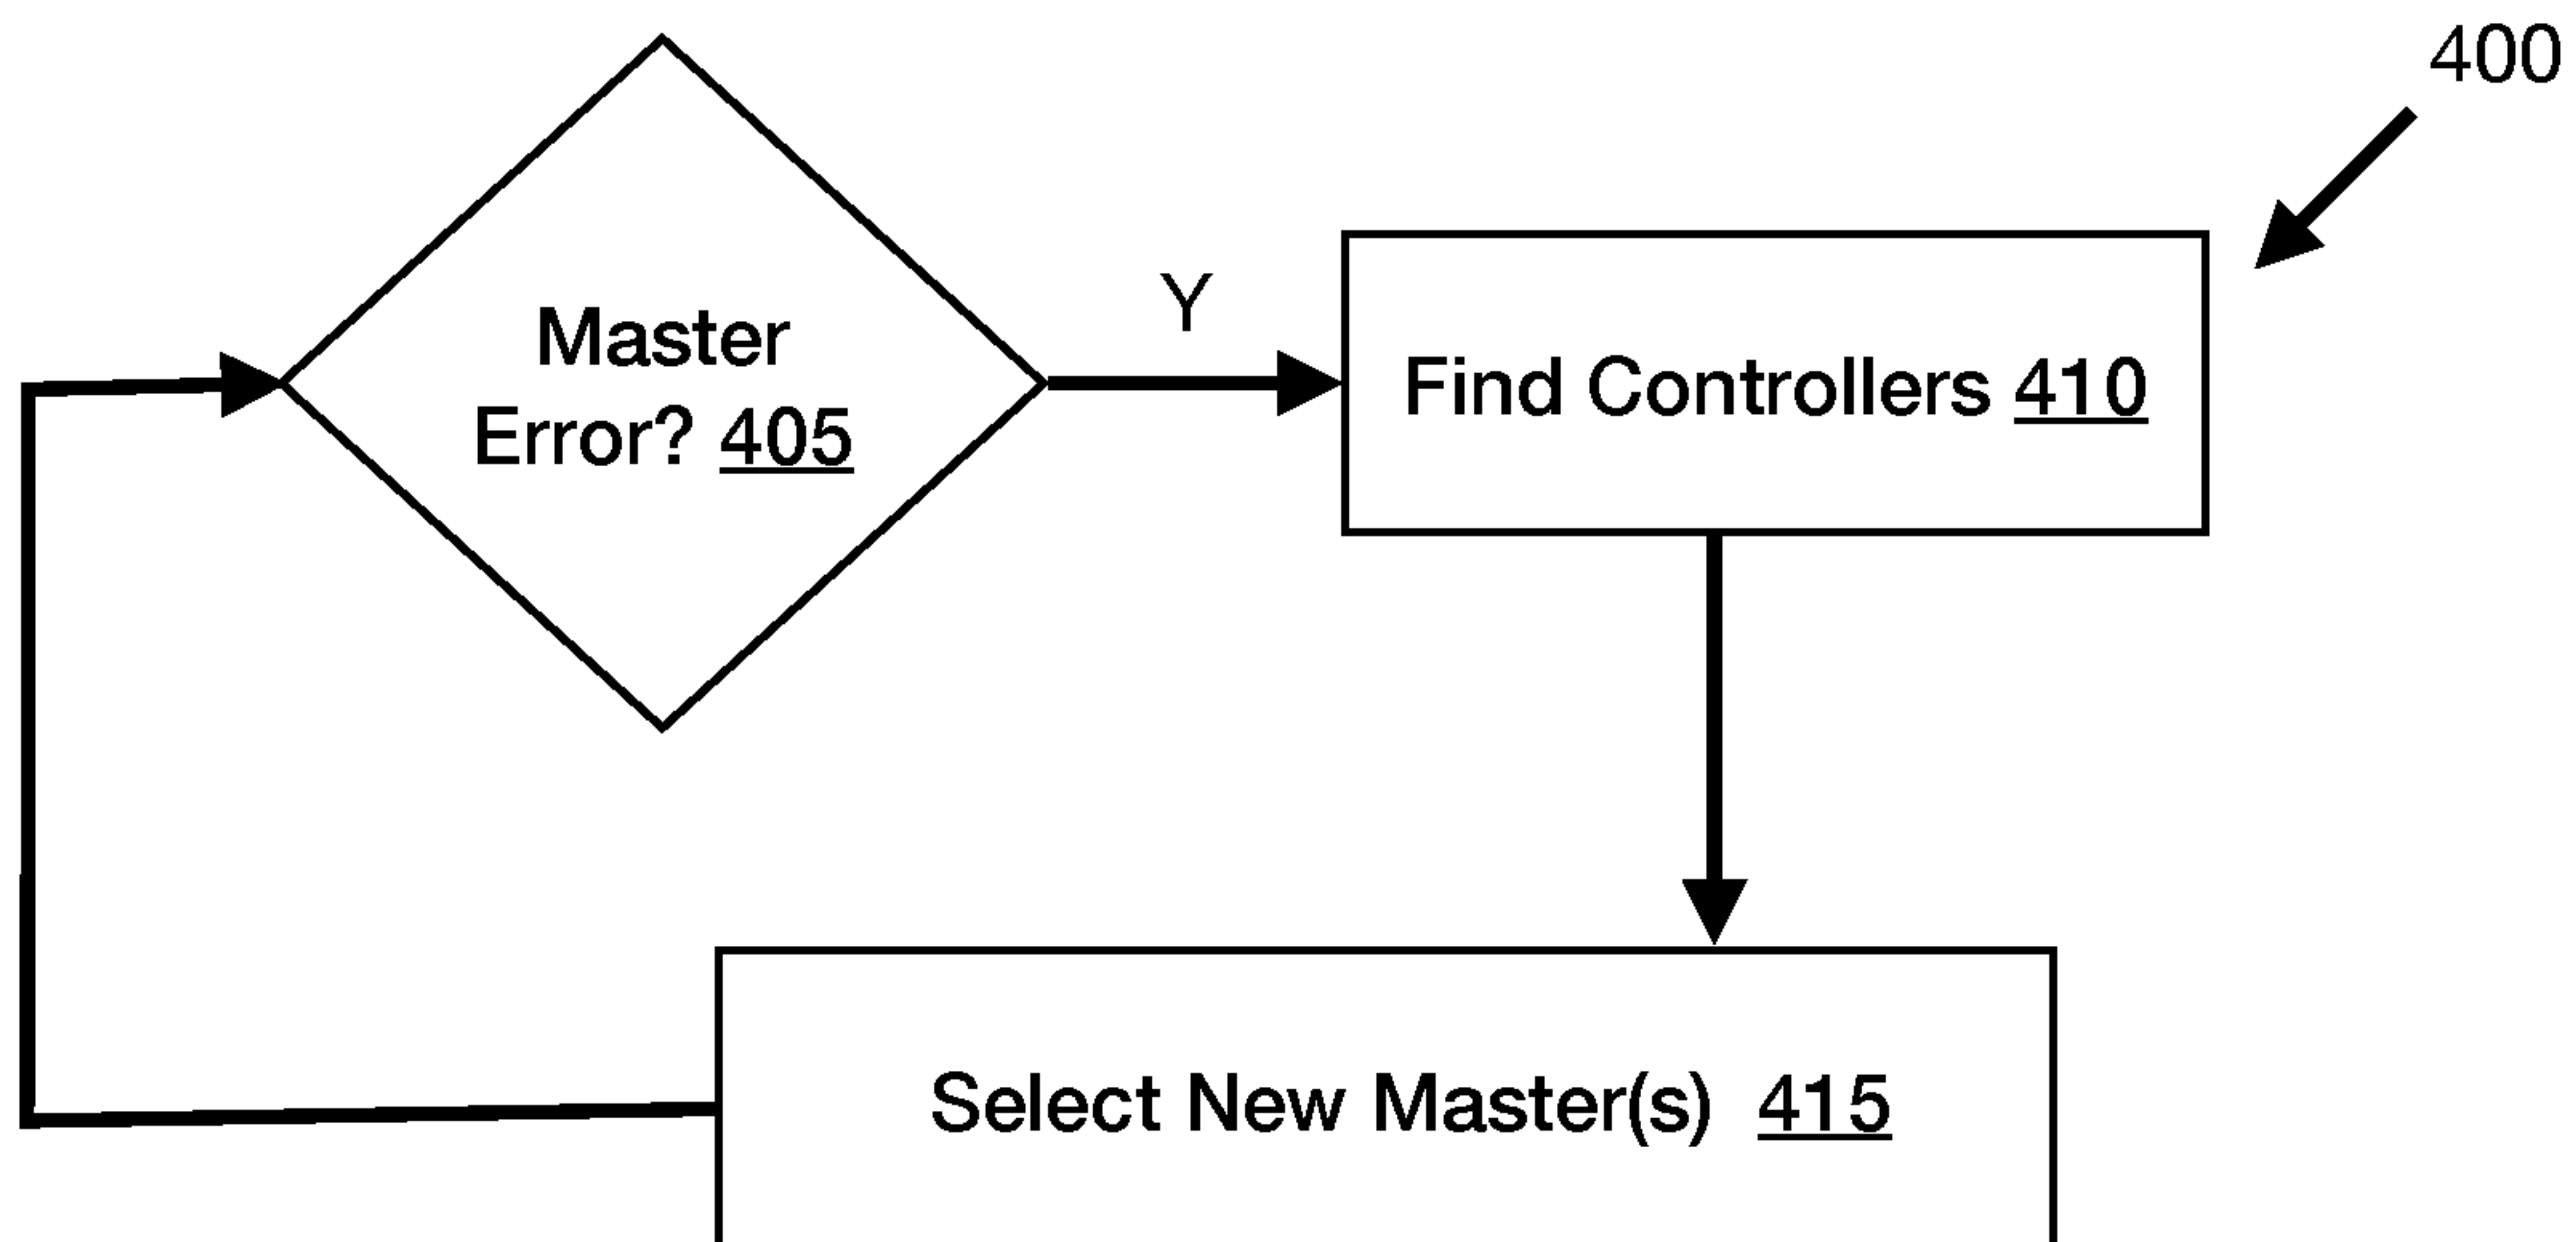 400
Master
Error? 405
Y
Find Controllers 410
Select New Master(s) 415